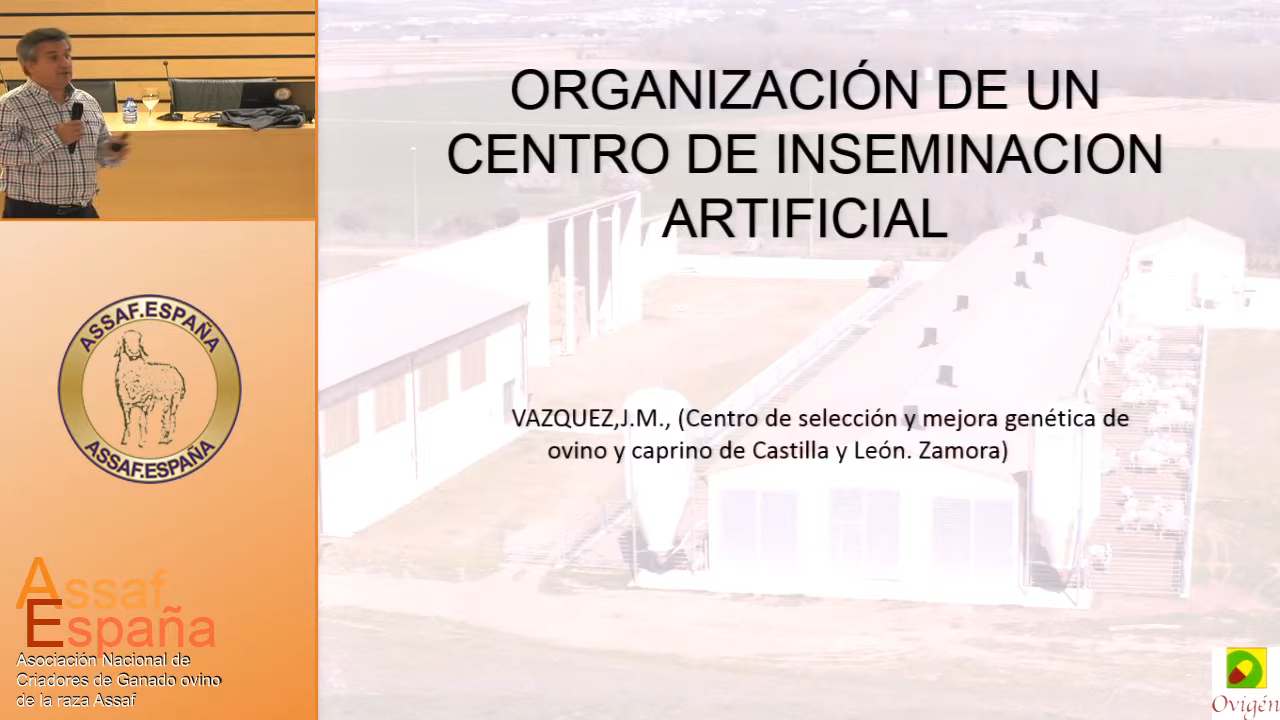 ORGANIZACIÓN DE UN
CENTRO DE INSEMINACION
ARTIFICIAL
VAZQUEZ,J.M., (Centro de selección y mejora genética de
ovino y caprino de Castilla y León. Zamora)
ASSAF.ESPAÑA
ASSAF.ESPAÑA
Assaf
España
Asociación Nacional de
Criadores de Ganado ovino
de la raza Assaf
Ovigén